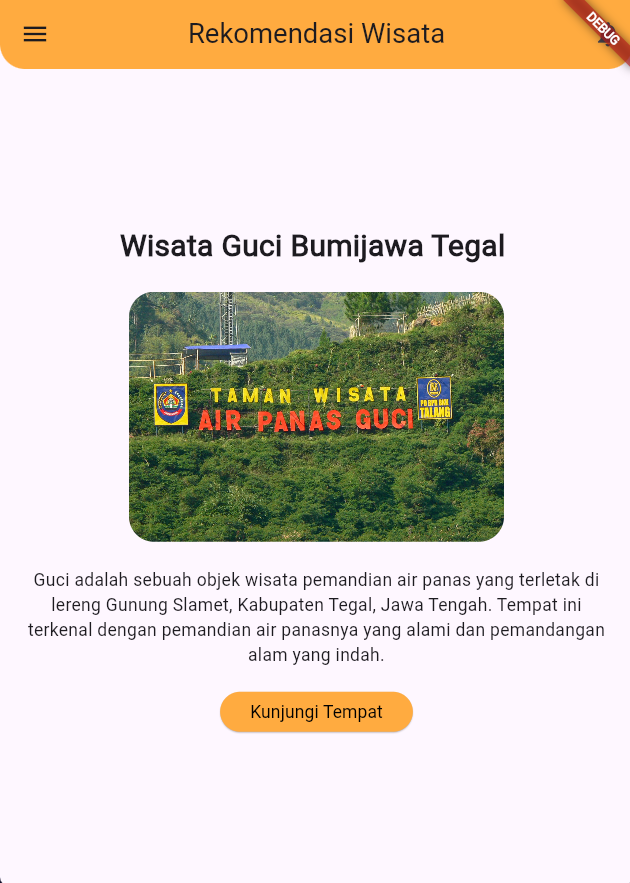 Rekomendasi Wisata
DEBUG
Wisata Guci Bumijawa Tegal
TAMAN WISATA
AIR PANAS GUCI
TALANG
Guci adalah sebuah objek wisata pemandian air panas yang terletak di
lereng Gunung Slamet, Kabupaten Tegal, Jawa Tengah. Tempat ini
terkenal dengan pemandian air panasnya yang alami dan pemandangan
alam yang indah.
Kunjungi Tempat